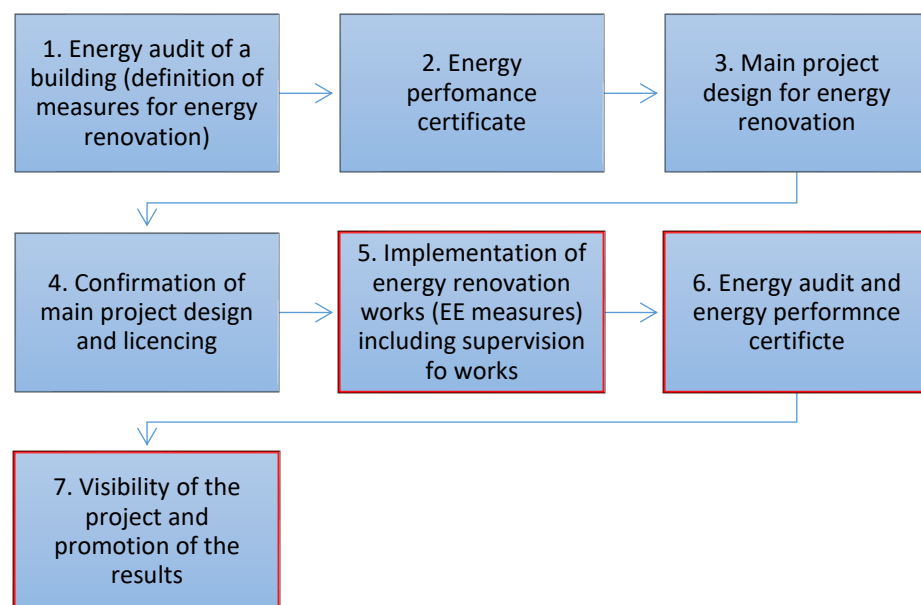 1. Energy audit of a
building (definition of
measures for energy
renovation)
2. Energy
perfomance
certificate
3. Main project
design for energy
renovation
4. Confirmation of
main project design
and licencing
5. Implementation of
energy renovation
works (EE measures)
including supervision
fo works
6. Energy audit and
energy performnce
certificte
7. Visibility of the
project and
promotion of the
results